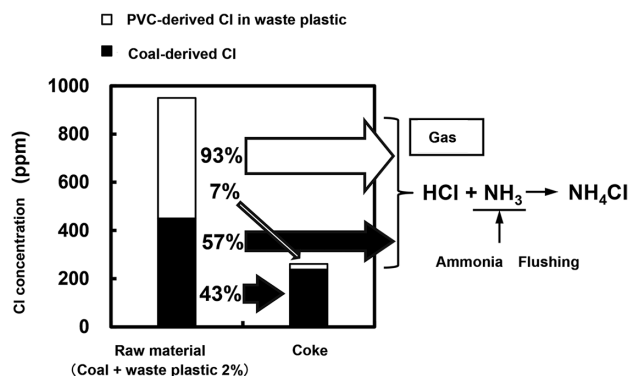 PVC-derived Cl in waste plastic
Coal-derived Cl
Cl concentration (ppm)
1000
800
600
400
200
0
93%
7%
57%
43%
Gas
HCl + NH₃ → NH₄Cl
Ammonia Flushing
Raw material
(Coal + waste plastic 2%)
Coke